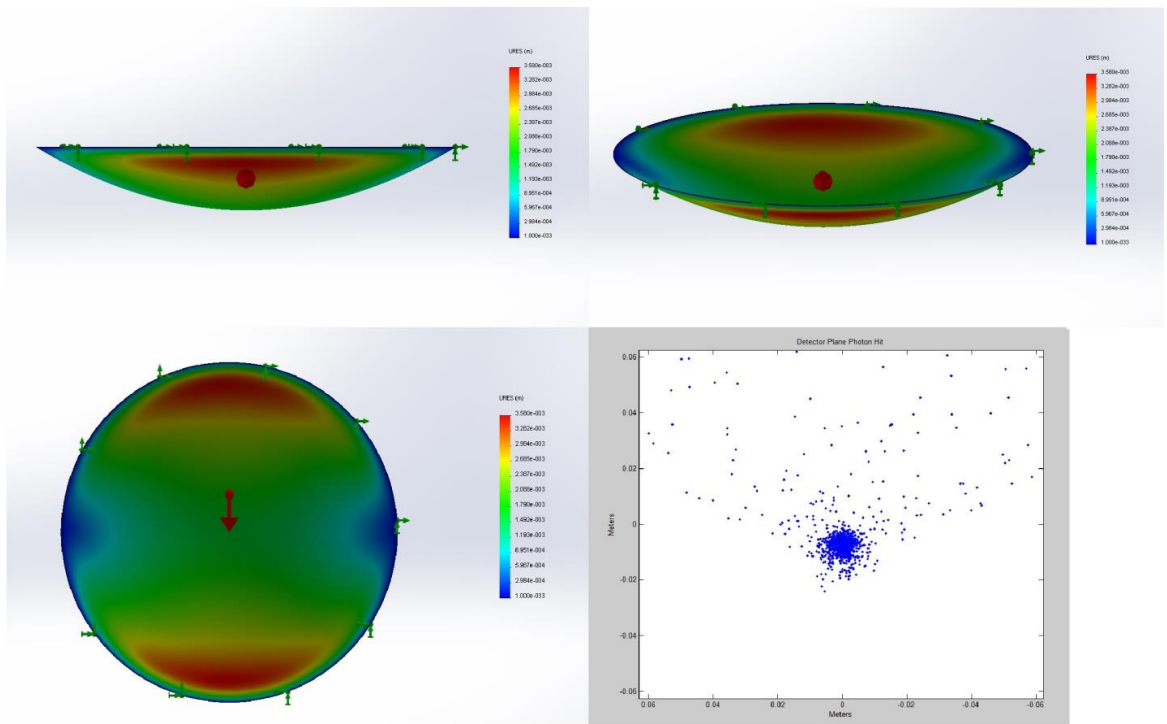 URES (m)
3.580e-003
3.282e-003
2.984e-003
2.685e-003
2.387e-003
2.088e-003
1.790e-003
1.492e-003
1.193e-003
8.951e-004
5.967e-004
2.984e-004
1.000e-033
URES (m)
3.580e-003
3.282e-003
2.984e-003
2.685e-003
2.387e-003
2.088e-003
1.790e-003
1.492e-003
1.193e-003
8.951e-004
5.967e-004
2.984e-004
1.000e-033
URES (m)
3.580e-003
3.282e-003
2.984e-003
2.685e-003
2.387e-003
2.088e-003
1.790e-003
1.492e-003
1.193e-003
8.951e-004
5.967e-004
2.984e-004
1.000e-033
Detector Plane Photon Hit
0.06
0.04
0.02
0
-0.02
-0.04
-0.06
Meters
0.06 0.04 0.02 0 -0.02 -0.04 -0.06
Meters